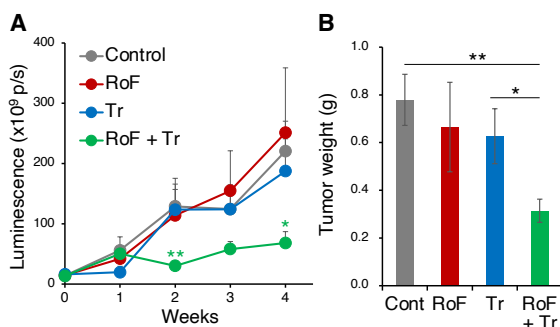 A
Luminescence (x10⁹ p/s)
400
300
200
100
0
Control
RoF
Tr
RoF + Tr
**
*
0 1 2 3 4
Weeks
B
Tumor weight (g)
1.0
0.8
0.6
0.4
0.2
0.0
**
*
Cont RoF Tr RoF
+ Tr